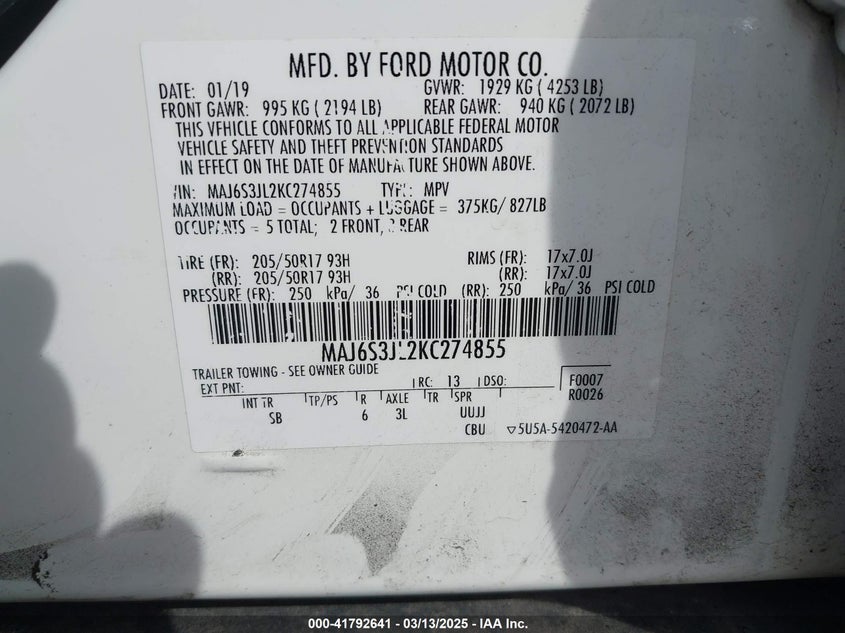 MFD. BY FORD MOTOR CO.
DATE: 01/19 GVWR: 1929 KG ( 4253 LB)
FRONT GAWR: 995 KG ( 2194 LB) REAR GAWR: 940 KG ( 2072 LB)
THIS VEHICLE CONFORMS TO ALL APPLICABLE FEDERAL MOTOR
VEHICLE SAFETY AND THEFT PREVENTION STANDARDS
IN EFFECT ON THE DATE OF MANUFACTURE SHOWN ABOVE.
VIN: MAJ6S3JL2KC274855 TYPE: MPV
MAXIMUM LOAD = OCCUPANTS + LUGGAGE = 375KG/ 827LB
OCCUPANTS = 5 TOTAL; 2 FRONT, 3 REAR
TIRE (FR): 205/50R17 93H RIMS (FR): 17x7.0J
(RR): 205/50R17 93H (RR): 17x7.0J
PRESSURE (FR): 250 kPa/ 36 PSI COLD (RR): 250 kPa/ 36 PSI COLD
MAJ6S3JL2KC274855
TRAILER TOWING - SEE OWNER GUIDE
EXT PNT: RC: 13 DSO: F0007
R0026
INT TR TP/PS R AXLE TR SPR
SB 6 3L UUJJ
CBU ▽5U5A-5420472-AA
000-41792641 - 03/13/2025 - IAA Inc.